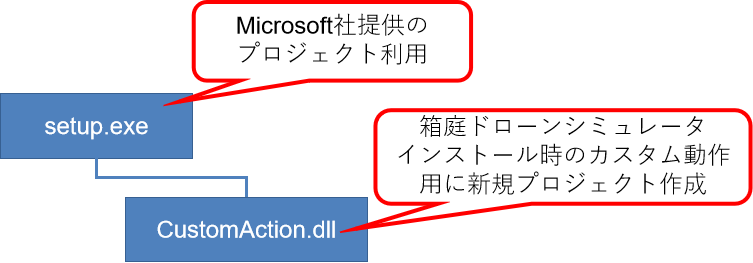 Microsoft社提供の
プロジェクト利用
setup.exe
箱庭ドローンシミュレータ
インストール時のカスタム動作
用に新規プロジェクト作成
CustomAction.dll